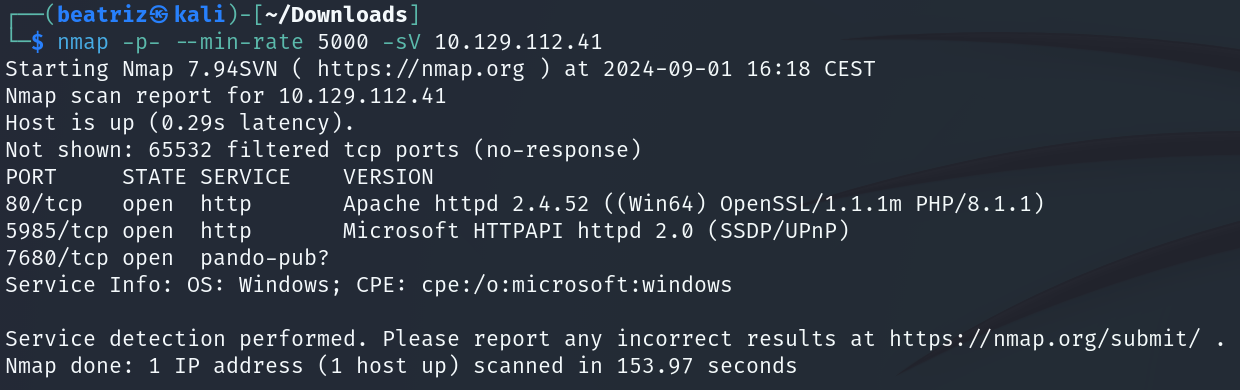 ┌──(beatriz㉿kali)-[~/Downloads]
└─$ nmap -p- --min-rate 5000 -sV 10.129.112.41
Starting Nmap 7.94SVN ( https://nmap.org ) at 2024-09-01 16:18 CEST
Nmap scan report for 10.129.112.41
Host is up (0.29s latency).
Not shown: 65532 filtered tcp ports (no-response)
PORT     STATE SERVICE    VERSION
80/tcp   open  http       Apache httpd 2.4.52 ((Win64) OpenSSL/1.1.1m PHP/8.1.1)
5985/tcp open  http       Microsoft HTTPAPI httpd 2.0 (SSDP/UPnP)
7680/tcp open  pando-pub?
Service Info: OS: Windows; CPE: cpe:/o:microsoft:windows

Service detection performed. Please report any incorrect results at https://nmap.org/submit/ .
Nmap done: 1 IP address (1 host up) scanned in 153.97 seconds